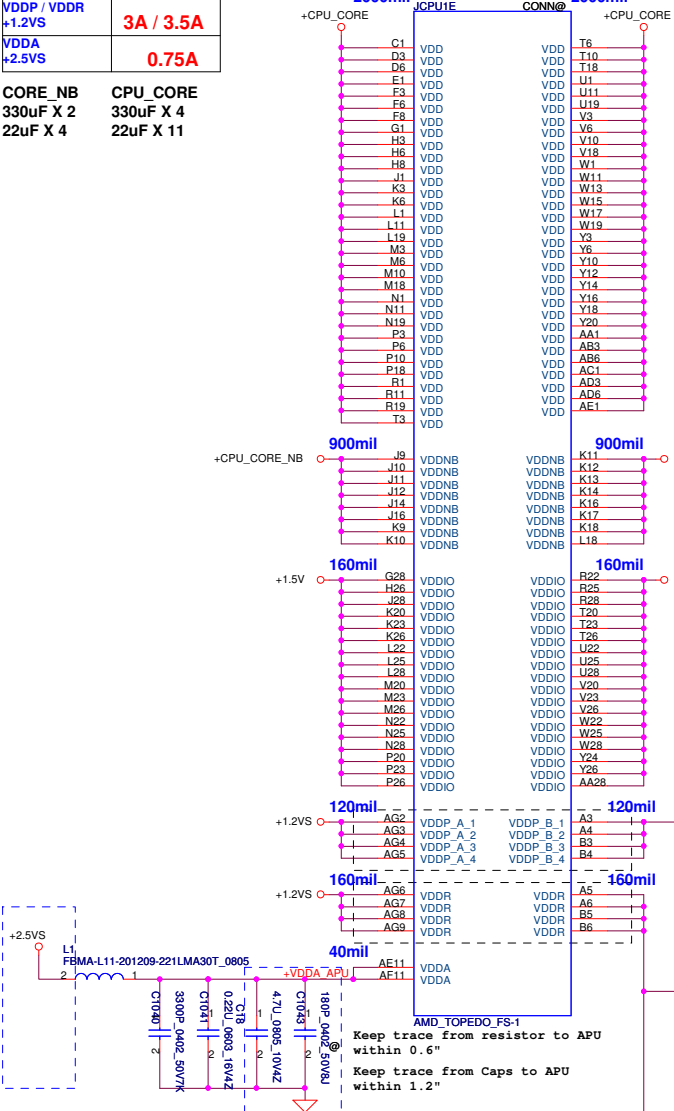 VDDP / VDDR
+1.2VS
3A / 3.5A
VDDA
+2.5VS
0.75A
CORE_NB CPU_CORE
330uF X 2 330uF X 4
22uF X 4 22uF X 11
JCPU1E CONN@
+CPU_CORE +CPU_CORE
C1 VDD VDD T6
D3 VDD VDD T10
D6 VDD VDD T18
E1 VDD VDD U1
F3 VDD VDD U11
F6 VDD VDD U19
F8 VDD VDD V3
G1 VDD VDD V6
H3 VDD VDD V10
H6 VDD VDD V18
H8 VDD VDD W1
J1 VDD VDD W11
K3 VDD VDD W13
K6 VDD VDD W15
L1 VDD VDD W17
L11 VDD VDD W19
L19 VDD VDD Y3
M3 VDD VDD Y6
M6 VDD VDD Y10
M10 VDD VDD Y12
M18 VDD VDD Y14
N1 VDD VDD Y16
N11 VDD VDD Y18
N19 VDD VDD Y20
P3 VDD VDD AA1
P6 VDD VDD AB3
P10 VDD VDD AB6
P18 VDD VDD AC1
R1 VDD VDD AD3
R11 VDD VDD AD6
R19 VDD VDD AE1
T3 VDD
900mil 900mil
+CPU_CORE_NB
J9 VDDNB VDDNB K11
J10 VDDNB VDDNB K12
J11 VDDNB VDDNB K13
J12 VDDNB VDDNB K14
J14 VDDNB VDDNB K16
J16 VDDNB VDDNB K17
K9 VDDNB VDDNB K18
K10 VDDNB VDDNB L18
160mil 160mil
+1.5V
G28 VDDIO VDDIO R22
H26 VDDIO VDDIO R25
J28 VDDIO VDDIO R28
K20 VDDIO VDDIO T20
K23 VDDIO VDDIO T23
K26 VDDIO VDDIO T26
L22 VDDIO VDDIO U22
L25 VDDIO VDDIO U25
L28 VDDIO VDDIO U28
M20 VDDIO VDDIO V20
M23 VDDIO VDDIO V23
M26 VDDIO VDDIO V26
N22 VDDIO VDDIO W22
N25 VDDIO VDDIO W25
N28 VDDIO VDDIO W28
P20 VDDIO VDDIO Y24
P23 VDDIO VDDIO Y26
P26 VDDIO VDDIO AA28
120mil 120mil
+1.2VS
AG2 VDDP_A_1 VDDP_B_1 A3
AG3 VDDP_A_2 VDDP_B_2 A4
AG4 VDDP_A_3 VDDP_B_3 B3
AG5 VDDP_A_4 VDDP_B_4 B4
160mil 160mil
+1.2VS
AG6 VDDR VDDR A5
AG7 VDDR VDDR A6
AG8 VDDR VDDR B5
AG9 VDDR VDDR B6
40mil
+2.5VS
L1
FBMA-L11-201209-221LMA30T_0805
2 1
+VDDA_APU
AE11 VDDA
AF11 VDDA
C1040
3300P_0402_50V7K
2
C1041
0.22U_0603_16V4Z
1
2
C18
4.7U_0805_10V4Z
1
2
C1043
180P_0402_50V8J
1
2
@
AMD_TOPEDO_FS-1
Keep trace from resistor to APU
within 0.6"
Keep trace from Caps to APU
within 1.2"